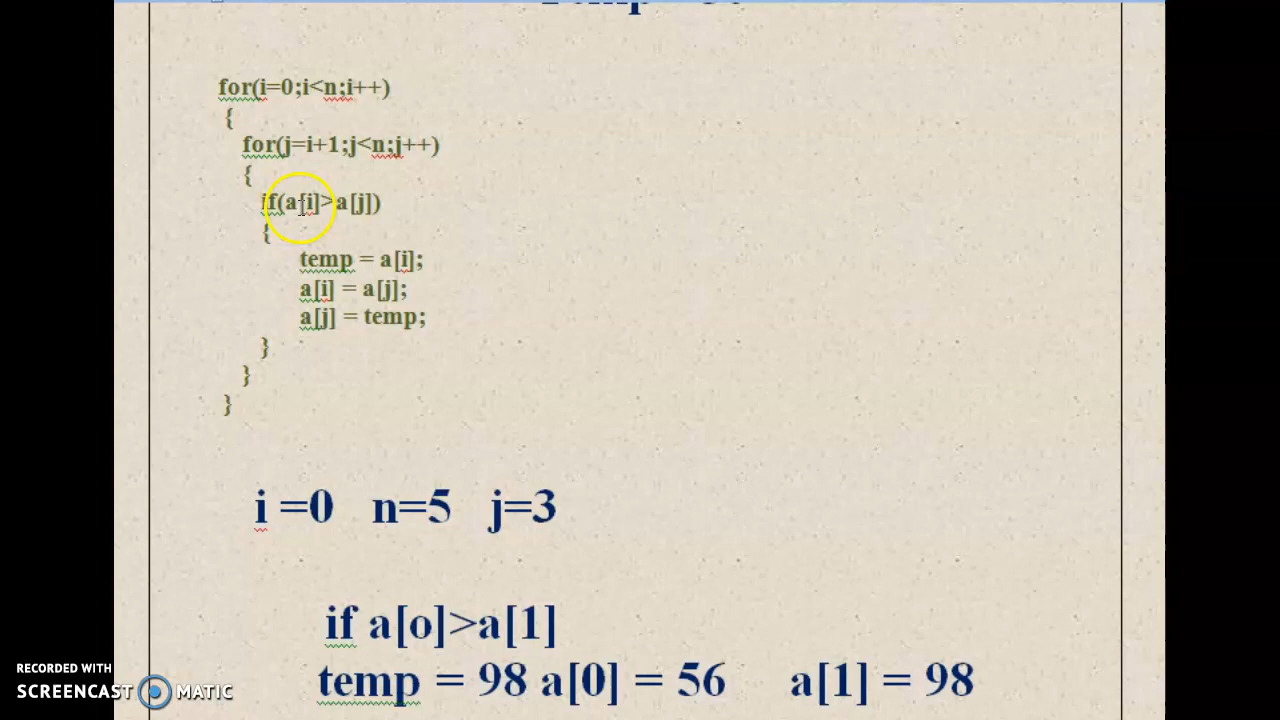 for(i=0;i<n;i++)
{
for(j=i+1;j<n;j++)
{
if(a[i]>a[j])
{
temp = a[i];
a[i] = a[j];
a[j] = temp;
}
}
}
i =0 n=5 j=3
if a[o]>a[1]
temp = 98 a[0] = 56 a[1] = 98
RECORDED WITH
SCREENCAST MATIC